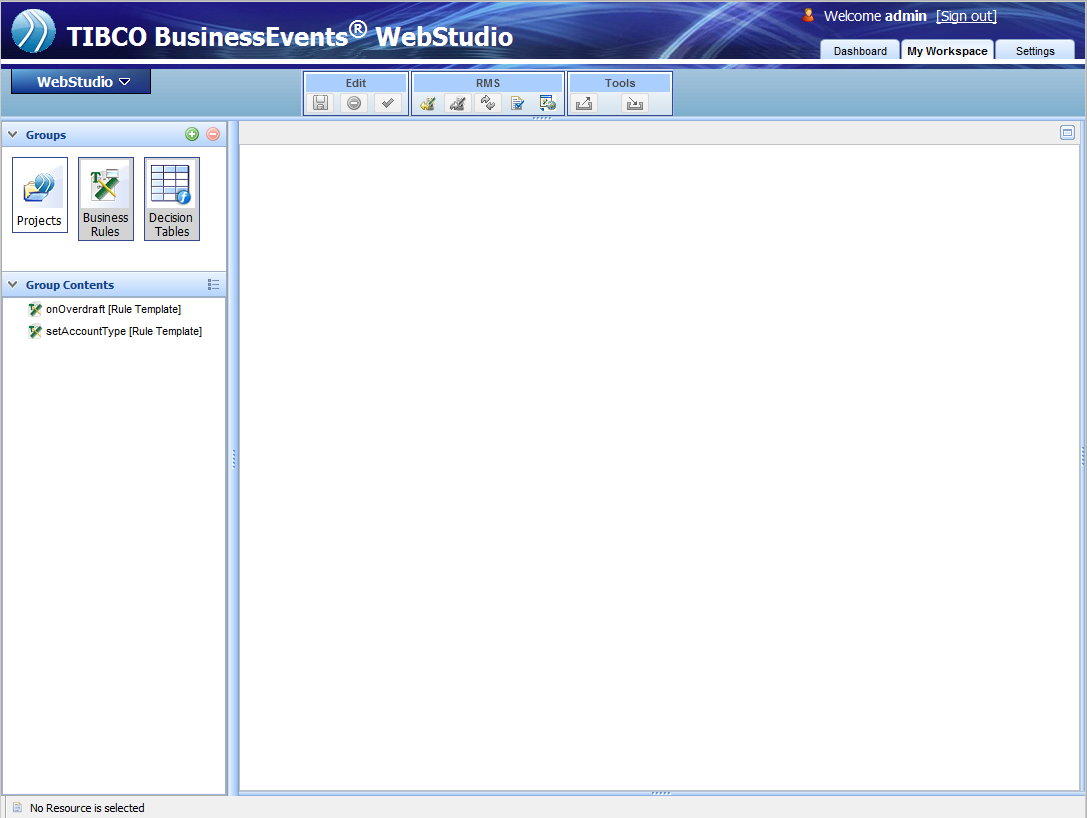 TIBCO BusinessEvents® WebStudio
Welcome admin [Sign out]
Dashboard My Workspace Settings
WebStudio
Edit RMS Tools
Groups
Projects
Business
Rules
Decision
Tables
Group Contents
onOverdraft [Rule Template]
setAccountType [Rule Template]
No Resource is selected